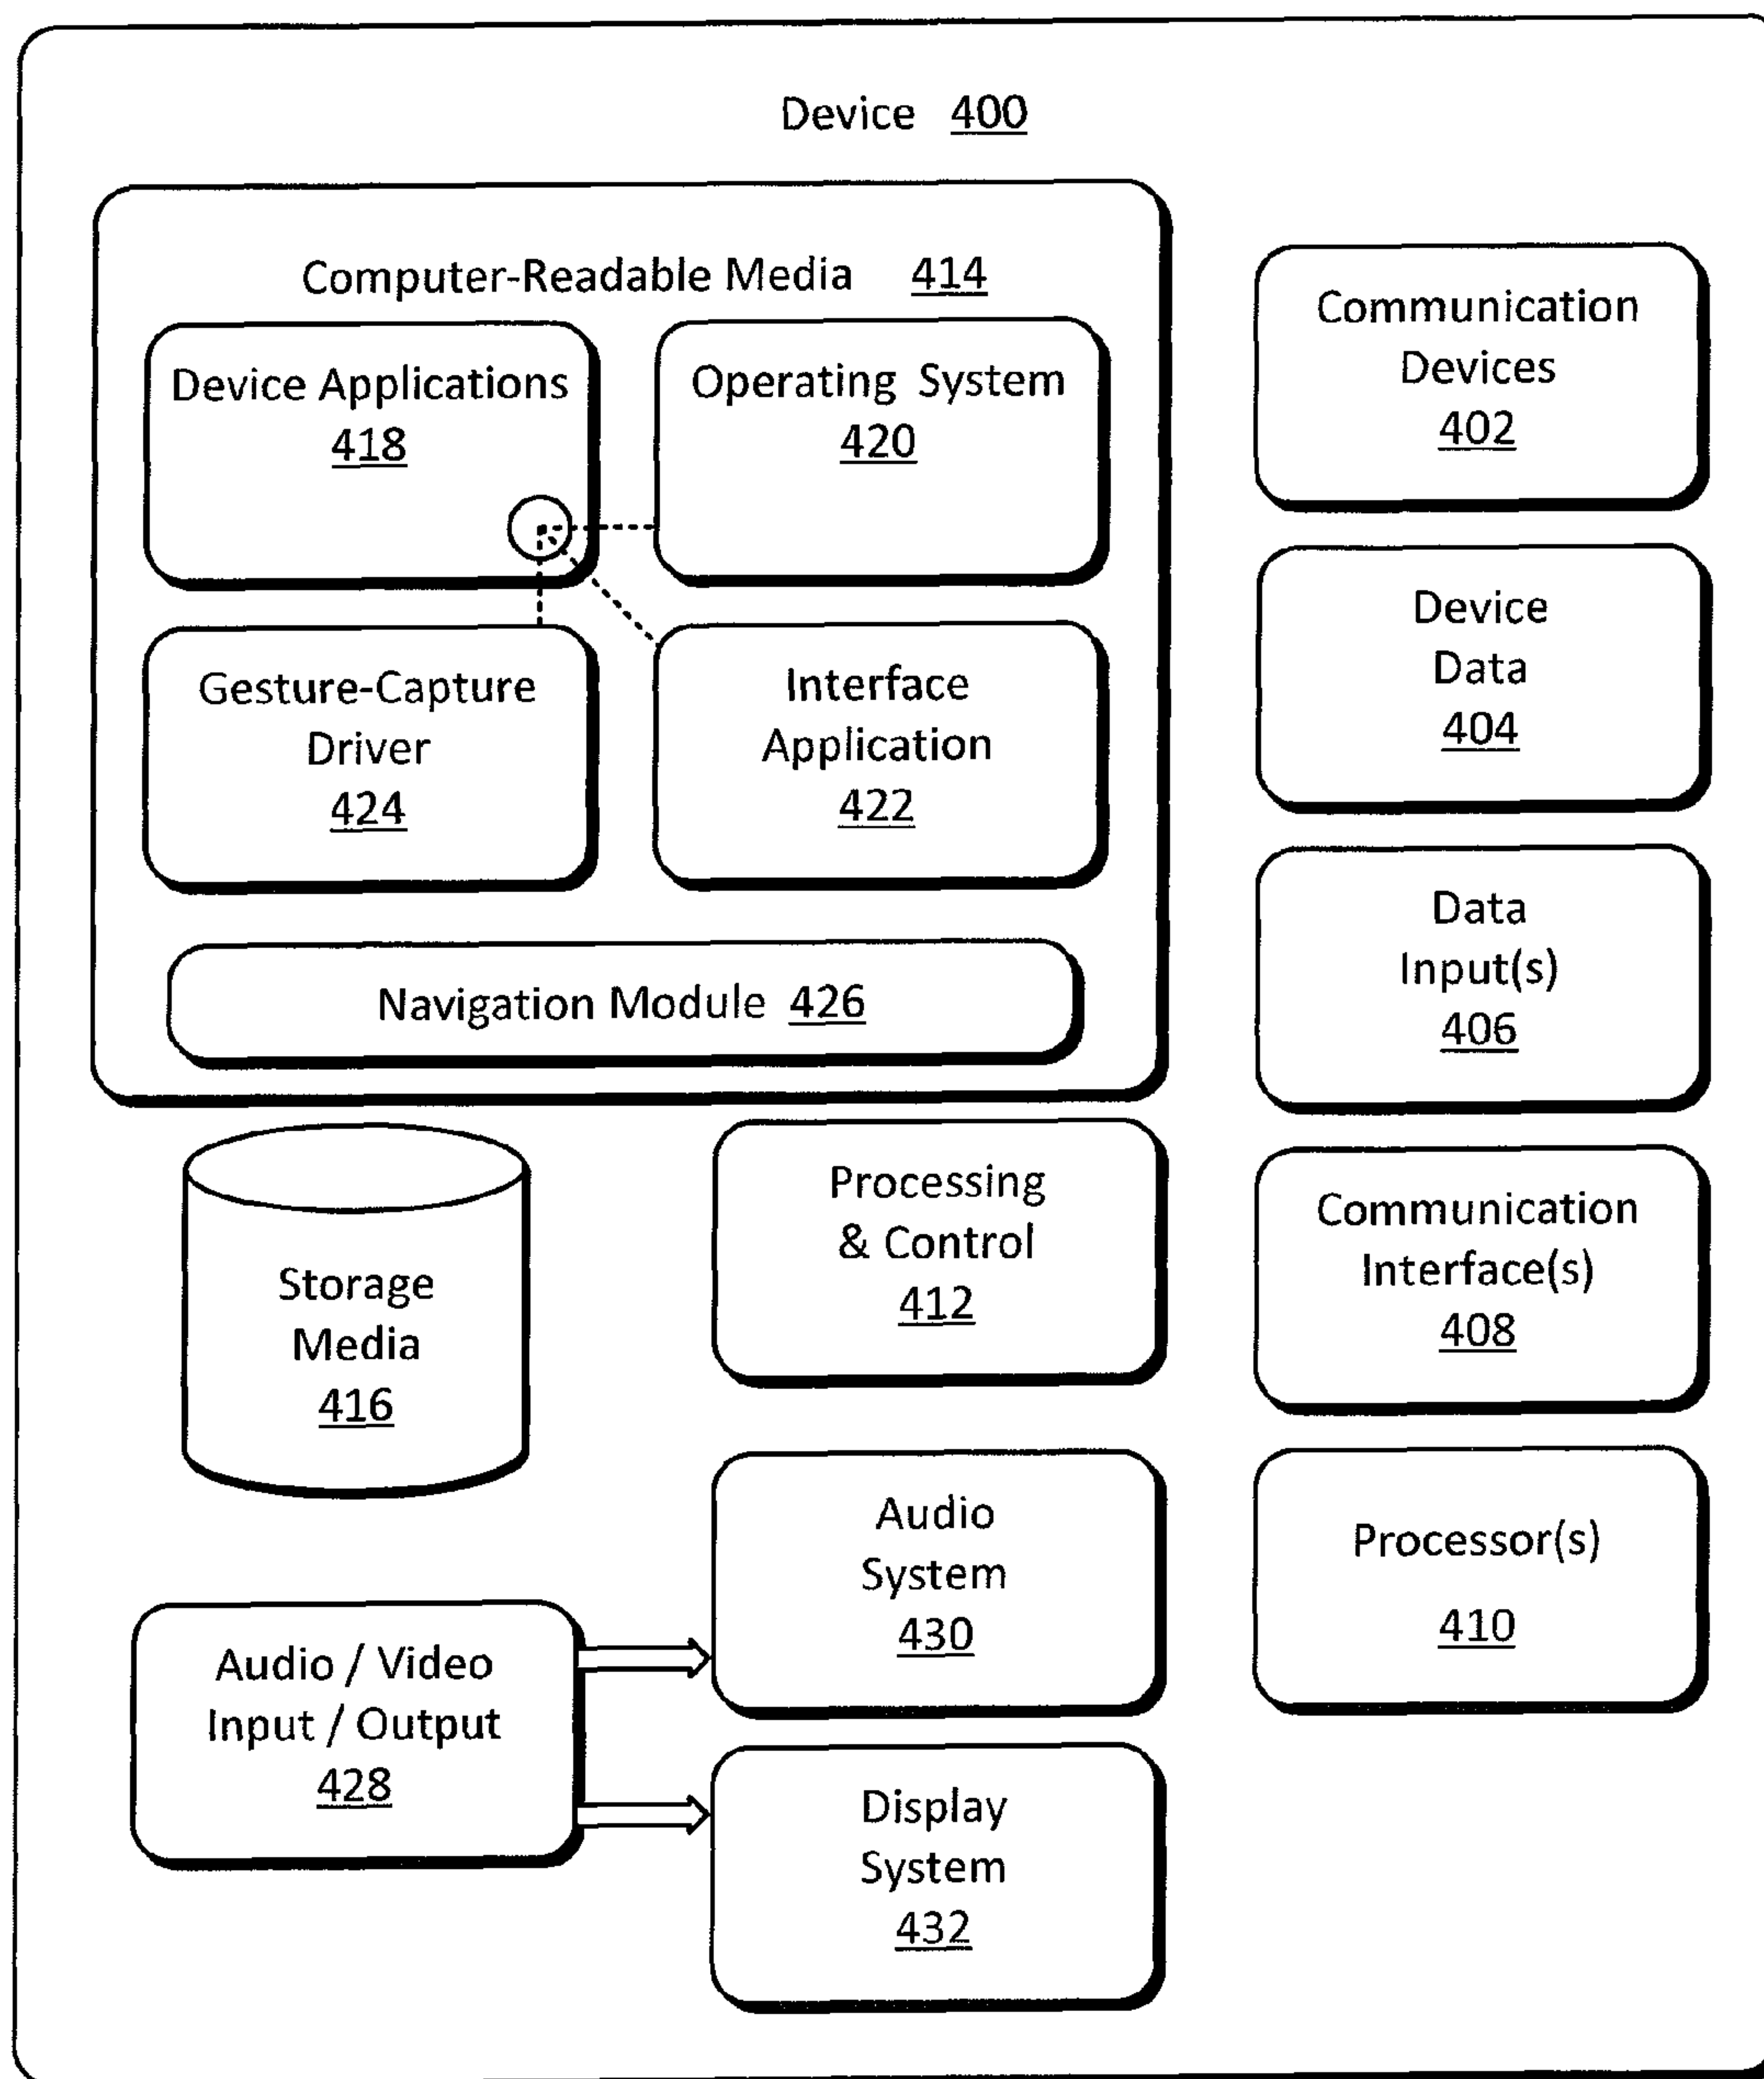 Device 400
Computer-Readable Media 414
Device Applications
418
Operating System
420
Gesture-Capture
Driver
424
Interface
Application
422
Navigation Module 426
Communication
Devices
402
Device
Data
404
Data
Input(s)
406
Communication
Interface(s)
408
Processor(s)
410
Storage
Media
416
Processing
& Control
412
Audio
System
430
Audio / Video
Input / Output
428
Display
System
432